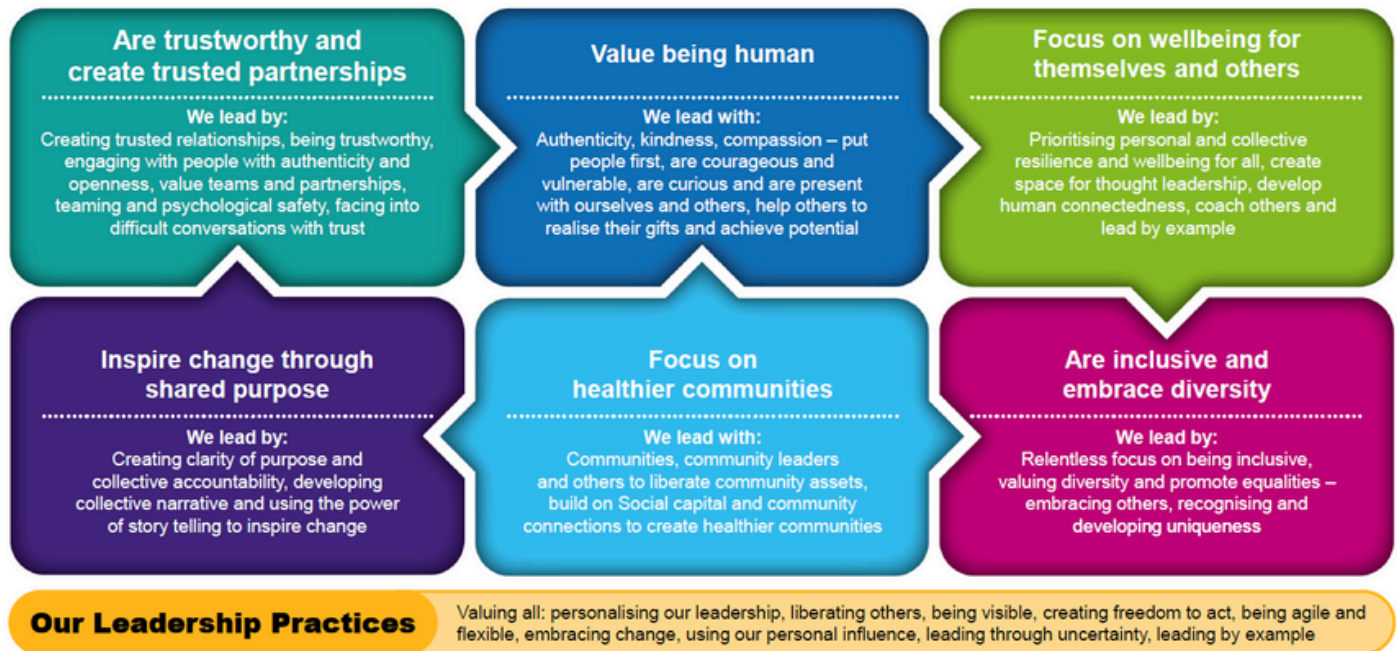 Are trustworthy and
create trusted partnerships
We lead by:
Creating trusted relationships, being trustworthy,
engaging with people with authenticity and
openness, value teams and partnerships,
teaming and psychological safety, facing into
difficult conversations with trust
Value being human
We lead with:
Authenticity, kindness, compassion – put
people first, are courageous and
vulnerable, are curious and are present
with ourselves and others, help others to
realise their gifts and achieve potential
Focus on wellbeing for
themselves and others
We lead by:
Prioritising personal and collective
resilience and wellbeing for all, create
space for thought leadership, develop
human connectedness, coach others and
lead by example
Inspire change through
shared purpose
We lead by:
Creating clarity of purpose and
collective accountability, developing
collective narrative and using the power
of story telling to inspire change
Focus on
healthier communities
We lead with:
Communities, community leaders
and others to liberate community assets,
build on Social capital and community
connections to create healthier communities
Are inclusive and
embrace diversity
We lead by:
Relentless focus on being inclusive,
valuing diversity and promote equalities –
embracing others, recognising and
developing uniqueness
Our Leadership Practices
Valuing all: personalising our leadership, liberating others, being visible, creating freedom to act, being agile and
flexible, embracing change, using our personal influence, leading through uncertainty, leading by example